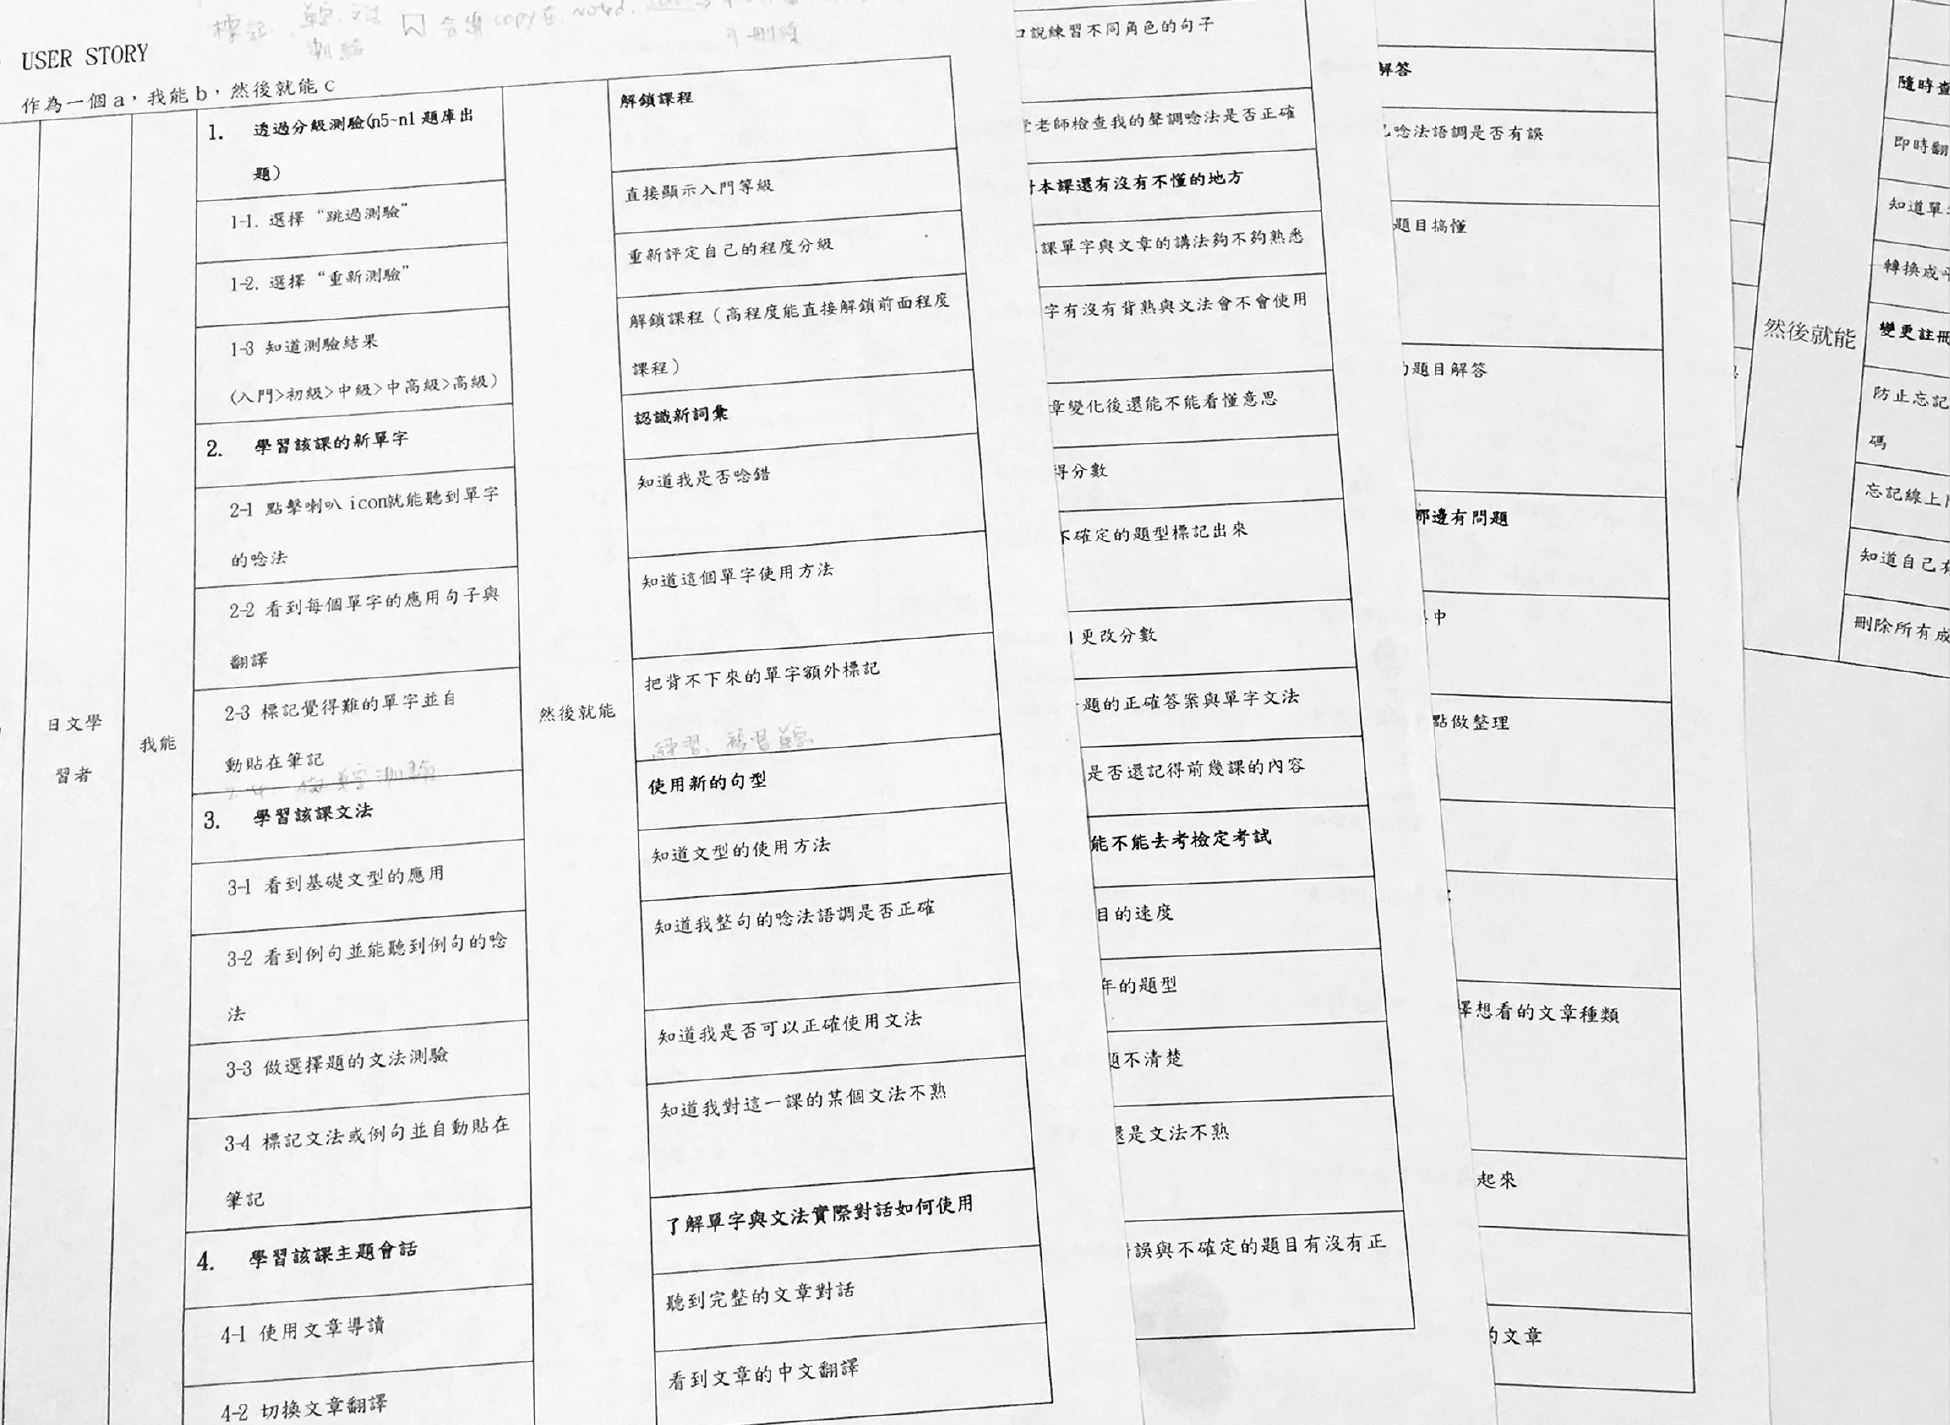 USER STORY
作為一個 a，我能 b，然後就能 c
日文學
習者
我能
1. 透過分級測驗(n5~n1 題庫出
題)
1-1. 選擇“跳過測驗”
1-2. 選擇“重新測驗”
1-3 知道測驗結果
(入門>初級>中級>中高級>高級)
2. 學習該課的新單字
2-1 點擊喇叭 icon就能聽到單字
的唸法
2-2 看到每個單字的應用句子與
翻譯
2-3 標記覺得難的單字並自
動貼在筆記
3. 學習該課文法
3-1 看到基礎文型的應用
3-2 看到例句並能聽到例句的唸
法
3-3 做選擇題的文法測驗
3-4 標記文法或例句並自動貼在
筆記
4. 學習該課主題會話
4-1 使用文章導讀
4-2 切換文章翻譯
然後就能
解鎖課程
直接顯示入門等級
重新評定自己的程度分級
解鎖課程（高程度能直接解鎖前面程度
課程）
認識新詞彙
知道我是否唸錯
知道這個單字使用方法
把背不下來的單字額外標記
使用新的句型
知道文型的使用方法
知道我整句的唸法語調是否正確
知道我是否可以正確使用文法
知道我對這一課的某個文法不熟
了解單字與文法實際對話如何使用
聽到完整的文章對話
看到文章的中文翻譯
說練習不同角色的句子
老師檢查我的聲調唸法是否正確
本課還有沒有不懂的地方
課單字與文章的講法夠不夠熟悉
字有沒有背熟與文法會不會使用
章變化後還能不能看懂意思
得分數
不確定的題型標記出來
更改分數
題的正確答案與單字文法
是否還記得前幾課的內容
能不能去考檢定考試
目的速度
年的題型
題不清楚
還是文法不熟
誤與不確定的題目有沒有正
解答
唸法語調是否有誤
題目搞懂
的題目解答
那邊有問題
中
點做整理
擇想看的文章種類
起來
的文章
然後就能
隨時查
即時翻
知道單
轉換成
變更註冊
防止忘記
碼
忘記線上
知道自己
刪除所有成